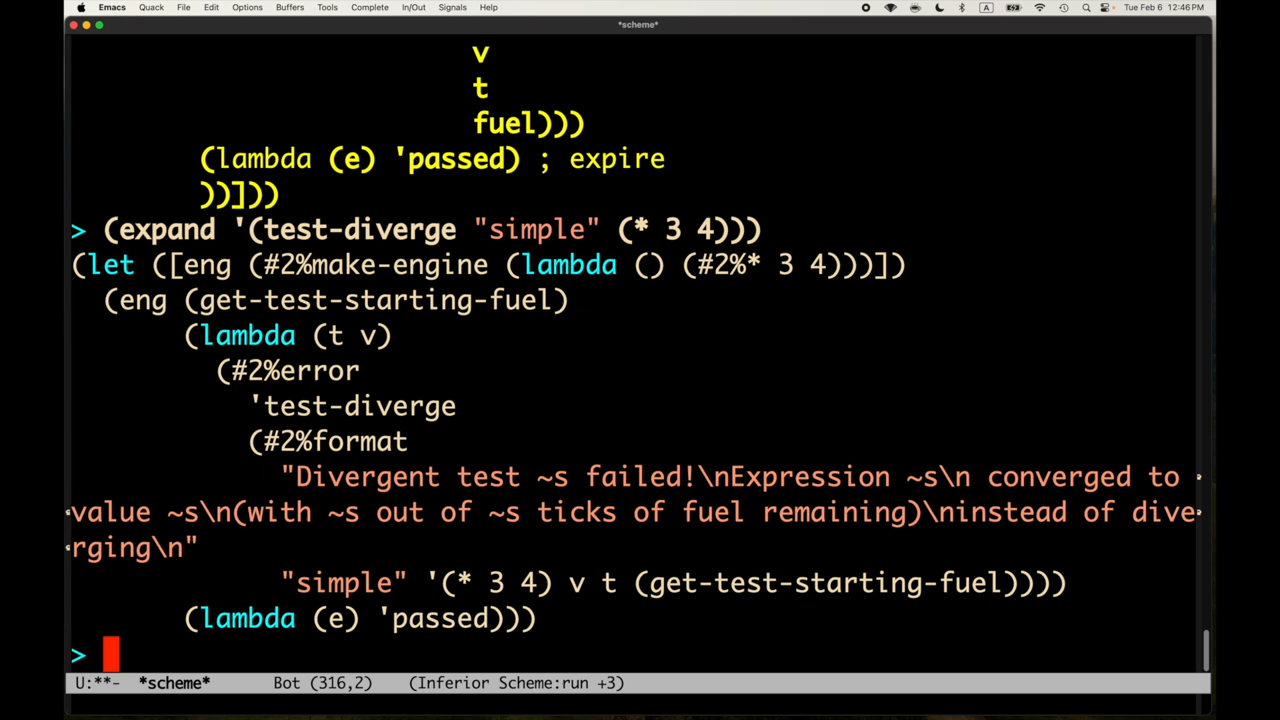 Emacs Quack File Edit Options Buffers Tools Complete In/Out Signals Help A Tue Feb 6 12:46 PM
*scheme*
v
t
fuel)))
(lambda (e) 'passed) ; expire
))]))
> (expand '(test-diverge "simple" (* 3 4)))
(let ([eng (#2%make-engine (lambda () (#2%* 3 4)))])
(eng (get-test-starting-fuel)
(lambda (t v)
(#2%error
'test-diverge
(#2%format
"Divergent test ~s failed!\nExpression ~s\n converged to
value ~s\n(with ~s out of ~s ticks of fuel remaining)\ninstead of dive
rging\n"
"simple" '(* 3 4) v t (get-test-starting-fuel))))
(lambda (e) 'passed)))
>
U:**- *scheme* Bot (316,2) (Inferior Scheme:run +3)